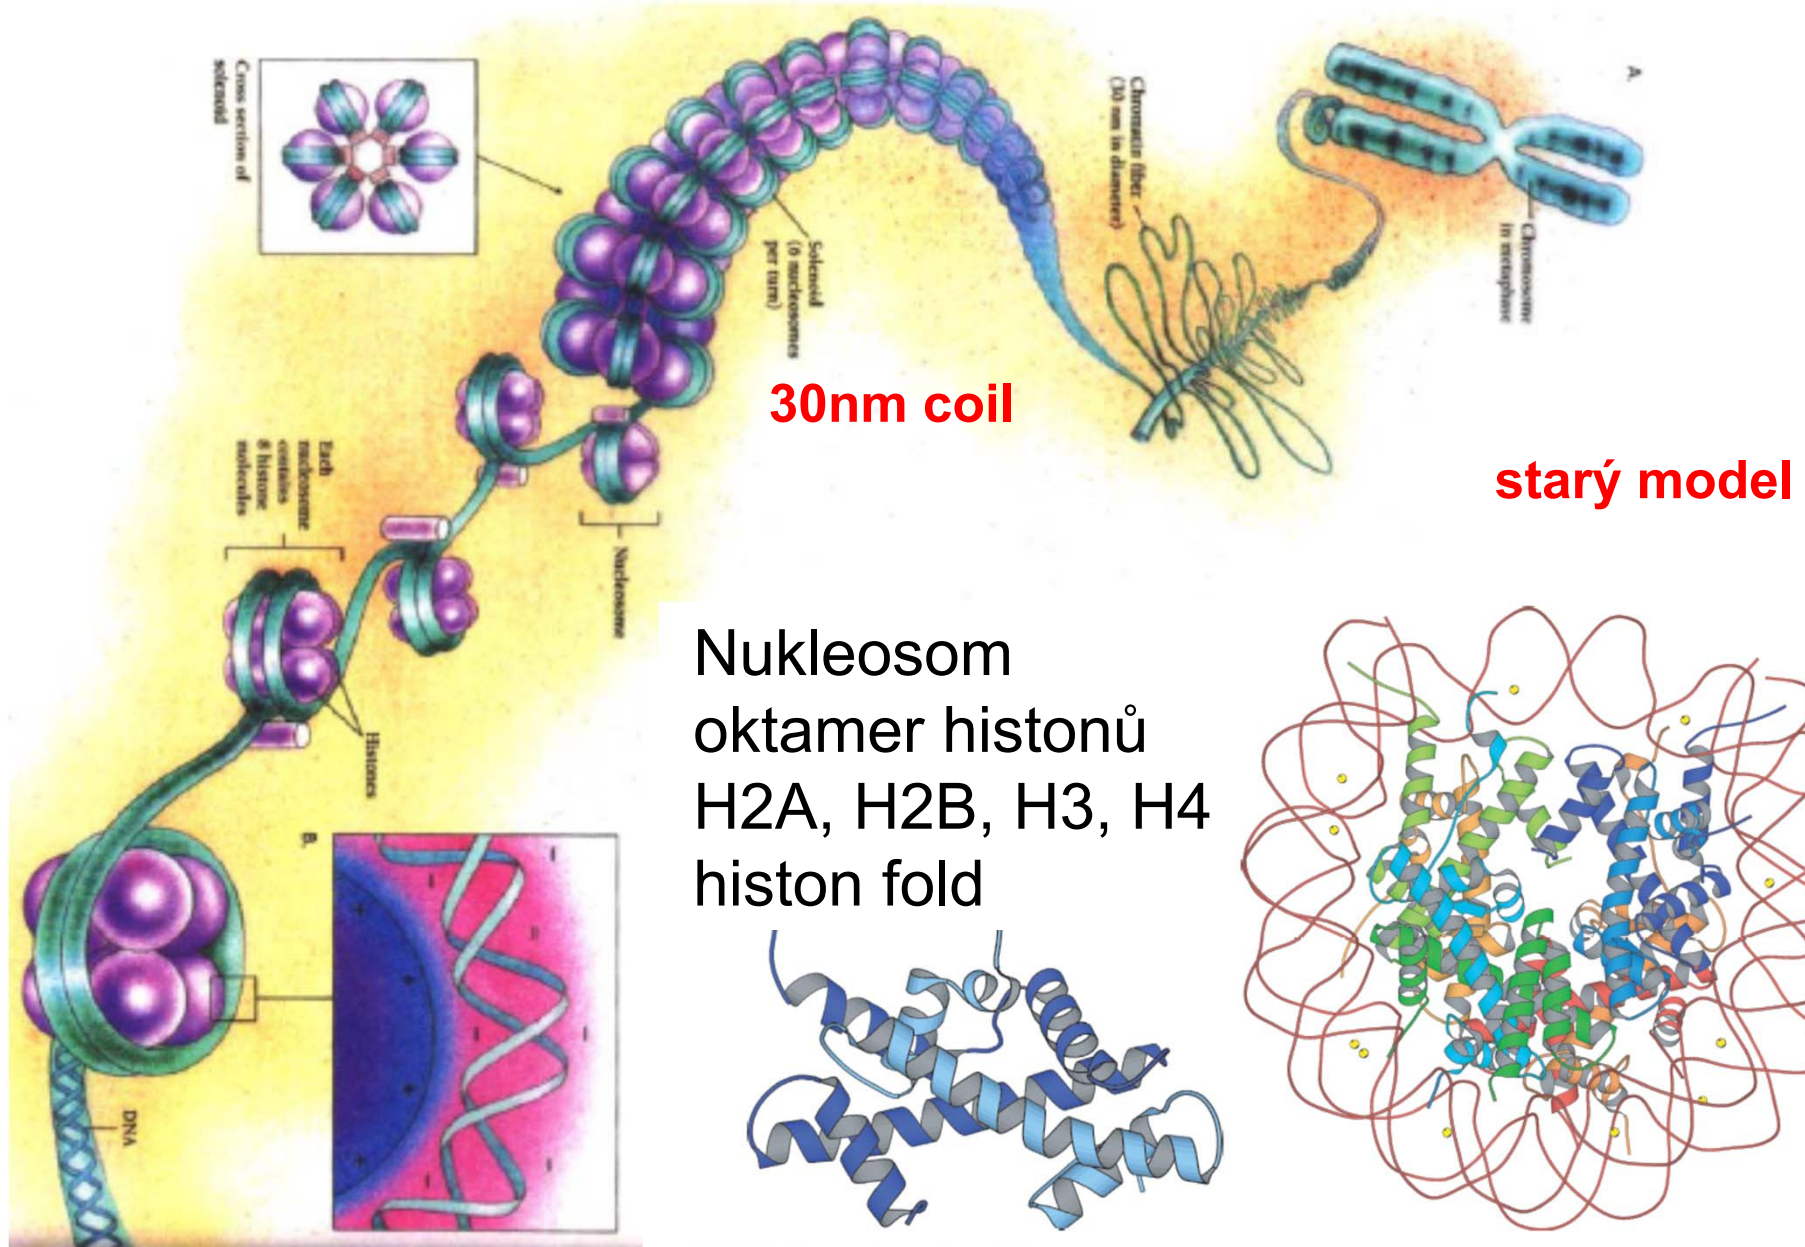 A.
Chromosome
in metaphase
Chromatin fiber
(30 nm in diameter)
Cross section of
solenoid
Solenoid
(6 nucleosomes
per turn)
30nm coil
starý model
Each
nucleosome
contains
8 histone
molecules
Nucleosome
Histones
B.
DNA
Nukleosom
oktamer histonů
H2A, H2B, H3, H4
histon fold
+
+
+
+